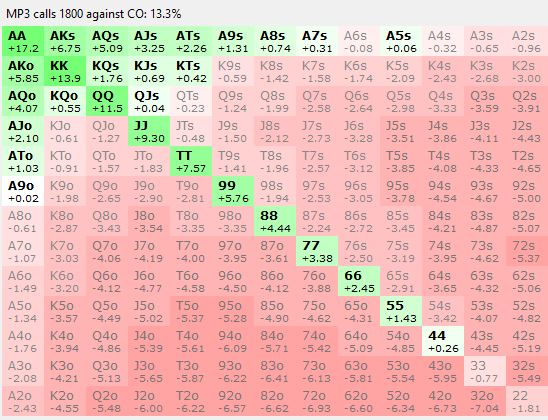 MP3 calls 1800 against CO: 13.3%
AA AKs AQs AJs ATs A9s A8s A7s A6s A5s A4s A3s A2s
+17.2 +6.75 +5.09 +3.25 +2.26 +1.31 +0.74 +0.31 -0.08 +0.06 -0.32 -0.65 -0.96
AKo KK KQs KJs KTs K9s K8s K7s K6s K5s K4s K3s K2s
+5.85 +13.9 +1.76 +0.69 +0.42 -0.59 -1.42 -1.58 -1.74 -2.09 -2.43 -2.68 -3.00
AQo KQo QQ QJs QTs Q9s Q8s Q7s Q6s Q5s Q4s Q3s Q2s
+4.07 +0.55 +11.5 +0.04 -0.23 -1.24 -1.99 -2.58 -2.64 -2.98 -3.33 -3.59 -3.91
AJo KJo QJo JJ JTs J9s J8s J7s J6s J5s J4s J3s J2s
+2.10 -0.61 -1.27 +9.30 -0.48 -1.50 -2.12 -2.73 -3.28 -3.51 -3.86 -4.11 -4.43
ATo KTo QTo JTo TT T9s T8s T7s T6s T5s T4s T3s T2s
+1.03 -0.91 -1.57 -1.83 +7.57 -1.41 -1.96 -2.57 -3.12 -3.85 -4.08 -4.33 -4.65
A9o K9o Q9o J9o T9o 99 98s 97s 96s 95s 94s 93s 92s
+0.02 -1.98 -2.65 -2.90 -2.81 +5.61 -1.94 -2.53 -3.05 -3.78 -4.54 -4.67 -5.00
A8o K8o Q8o J8o T8o 98o 88 87s 86s 85s 84s 83s 82s
-0.61 -2.87 -3.43 -3.54 -3.35 -3.35 +4.44 -2.24 -2.72 -3.45 -4.21 -4.87 -5.07
A7o K7o Q7o J7o T7o 97o 87o 77 76s 75s 74s 73s 72s
-1.07 -3.03 -4.06 -4.19 -4.00 -3.96 -3.61 +3.38 -2.50 -3.19 -3.95 -4.62 -5.37
A6o K6o Q6o J6o T6o 96o 86o 76o 66 65s 64s 63s 62s
-1.49 -3.20 -4.12 -4.77 -4.58 -4.50 -4.12 -3.88 +2.45 -2.91 -3.65 -4.32 -5.06
A5o K5o Q5o J5o T5o 95o 85o 75o 65o 55 54s 53s 52s
-1.34 -3.57 -4.49 -5.02 -5.37 -5.28 -4.90 -4.62 -4.31 +1.43 -3.42 -4.07 -4.82
A4o K4o Q4o J4o T4o 94o 84o 74o 64o 54o 44 43s 42s
-1.76 -3.94 -4.86 -5.39 -5.61 -6.09 -5.71 -5.42 -5.09 -4.85 +0.26 -4.45 -5.19
A3o K3o Q3o J3o T3o 93o 83o 73o 63o 53o 43o 33 32s
-2.08 -4.21 -5.13 -5.65 -5.87 -6.22 -6.41 -6.13 -5.81 -5.54 -5.95 -0.77 -5.49
A2o K2o Q2o J2o T2o 92o 82o 72o 62o 52o 42o 32o 22
-2.43 -4.55 -5.48 -6.00 -6.22 -6.57 -6.62 -6.93 -6.60 -6.34 -6.73 -7.04 -1.81